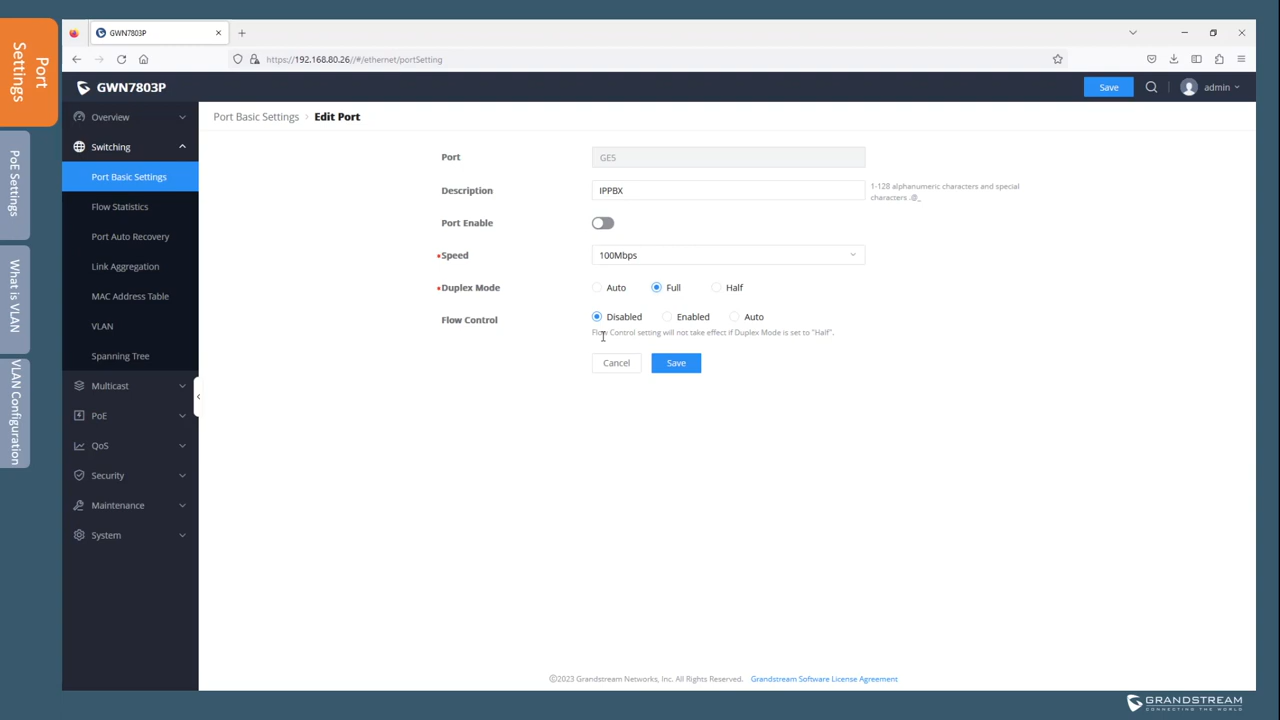 Port
Settings
PoE Settings
What is VLAN
VLAN Configuration
GWN7803P
https://192.168.80.26//#/ethernet/portSetting
GWN7803P
Save
admin
Overview
Switching
Port Basic Settings
Flow Statistics
Port Auto Recovery
Link Aggregation
MAC Address Table
VLAN
Spanning Tree
Multicast
PoE
QoS
Security
Maintenance
System
Port Basic Settings > Edit Port
Port
GE5
Description
IPPBX
1-128 alphanumeric characters and special
characters .@_
Port Enable
*Speed
100Mbps
*Duplex Mode
Auto Full Half
Flow Control
Disabled Enabled Auto
Flow Control setting will not take effect if Duplex Mode is set to "Half".
Cancel Save
©2023 Grandstream Networks, Inc. All Rights Reserved. Grandstream Software License Agreement
GRANDSTREAM
CONNECTING THE WORLD